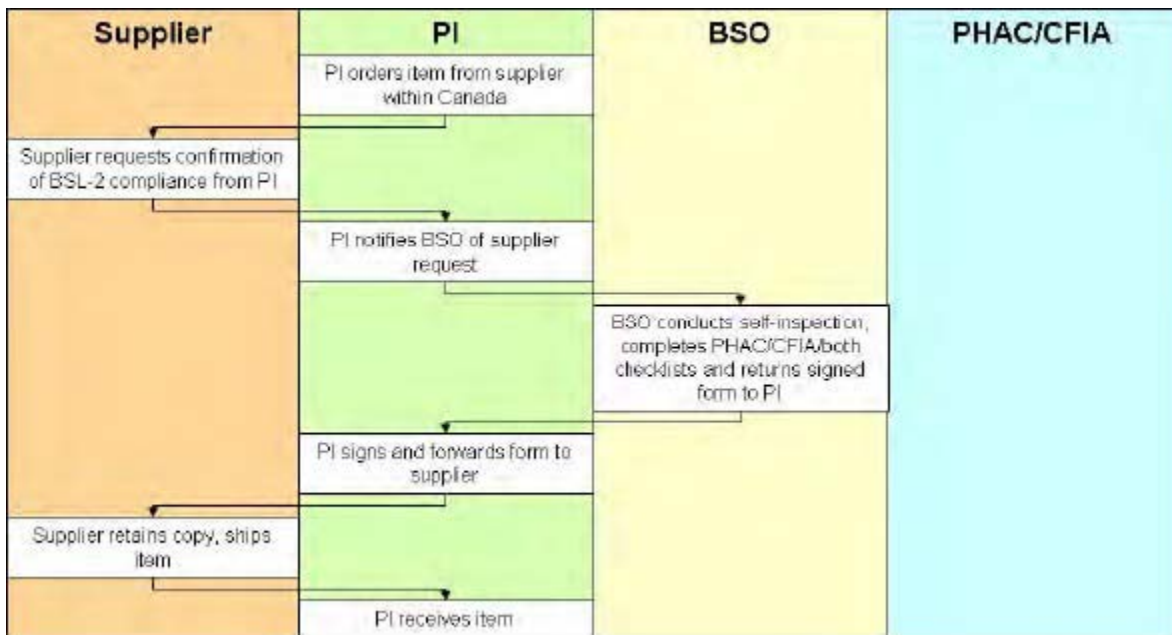 Supplier PI BSO PHAC/CFIA
PI orders item from supplier
within Canada
Supplier requests confirmation
of BSL-2 compliance from PI
PI notifies BSO of supplier
request
BSO conducts self-inspection,
completes PHAC/CFIA/both
checklists and returns signed
form to PI
PI signs and forwards form to
supplier
Supplier retains copy, ships
item
PI receives item